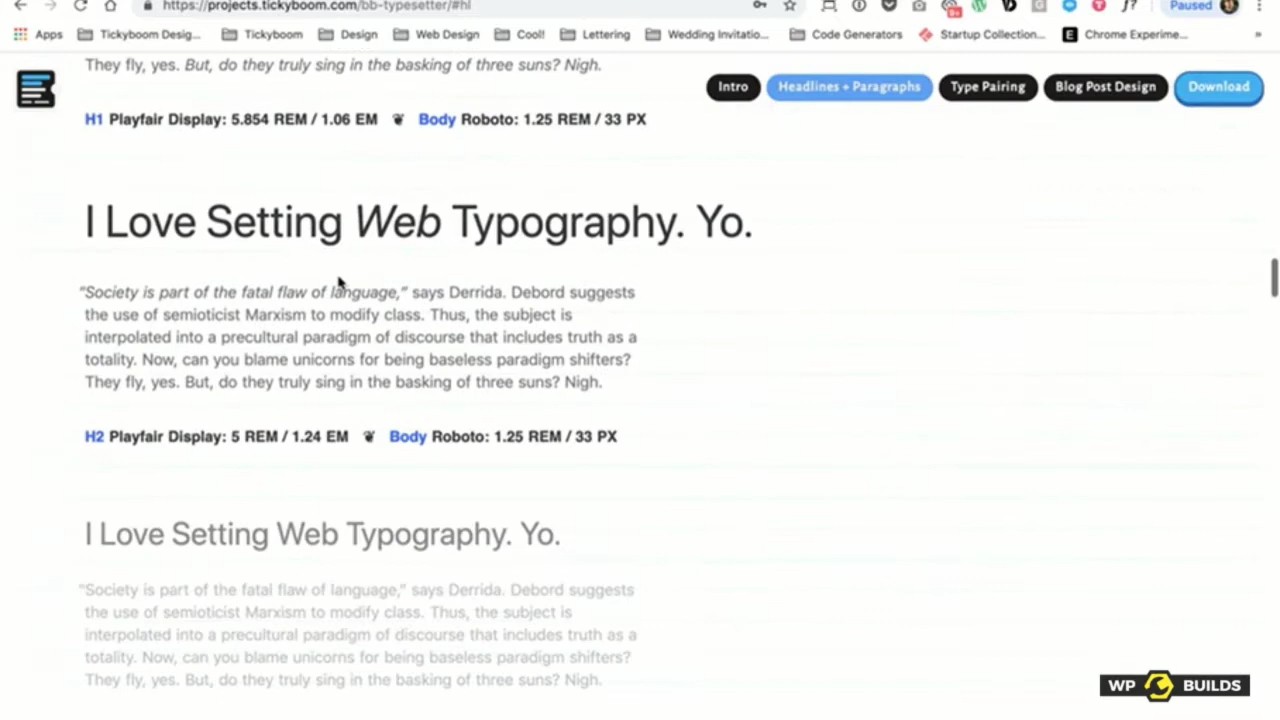 https://projects.tickyboom.com/bb-typesetter/#hl
9+
f?
Paused
Apps
Tickyboom Desig...
Tickyboom
Design
Web Design
Cool!
Lettering
Wedding Invitatio...
Code Generators
Startup Collection...
E
Chrome Experime...
»
They fly, yes. But, do they truly sing in the basking of three suns? Nigh.
Intro
Headlines + Paragraphs
Type Pairing
Blog Post Design
Download
H1 Playfair Display: 5.854 REM / 1.06 EM ❦ Body Roboto: 1.25 REM / 33 PX
I Love Setting Web Typography. Yo.
“Society is part of the fatal flaw of language,” says Derrida. Debord suggests
the use of semioticist Marxism to modify class. Thus, the subject is
interpolated into a precultural paradigm of discourse that includes truth as a
totality. Now, can you blame unicorns for being baseless paradigm shifters?
They fly, yes. But, do they truly sing in the basking of three suns? Nigh.
H2 Playfair Display: 5 REM / 1.24 EM ❦ Body Roboto: 1.25 REM / 33 PX
I Love Setting Web Typography. Yo.
“Society is part of the fatal flaw of language,” says Derrida. Debord suggests
the use of semioticist Marxism to modify class. Thus, the subject is
interpolated into a precultural paradigm of discourse that includes truth as a
totality. Now, can you blame unicorns for being baseless paradigm shifters?
They fly, yes. But, do they truly sing in the basking of three suns? Nigh.
WP BUILDS